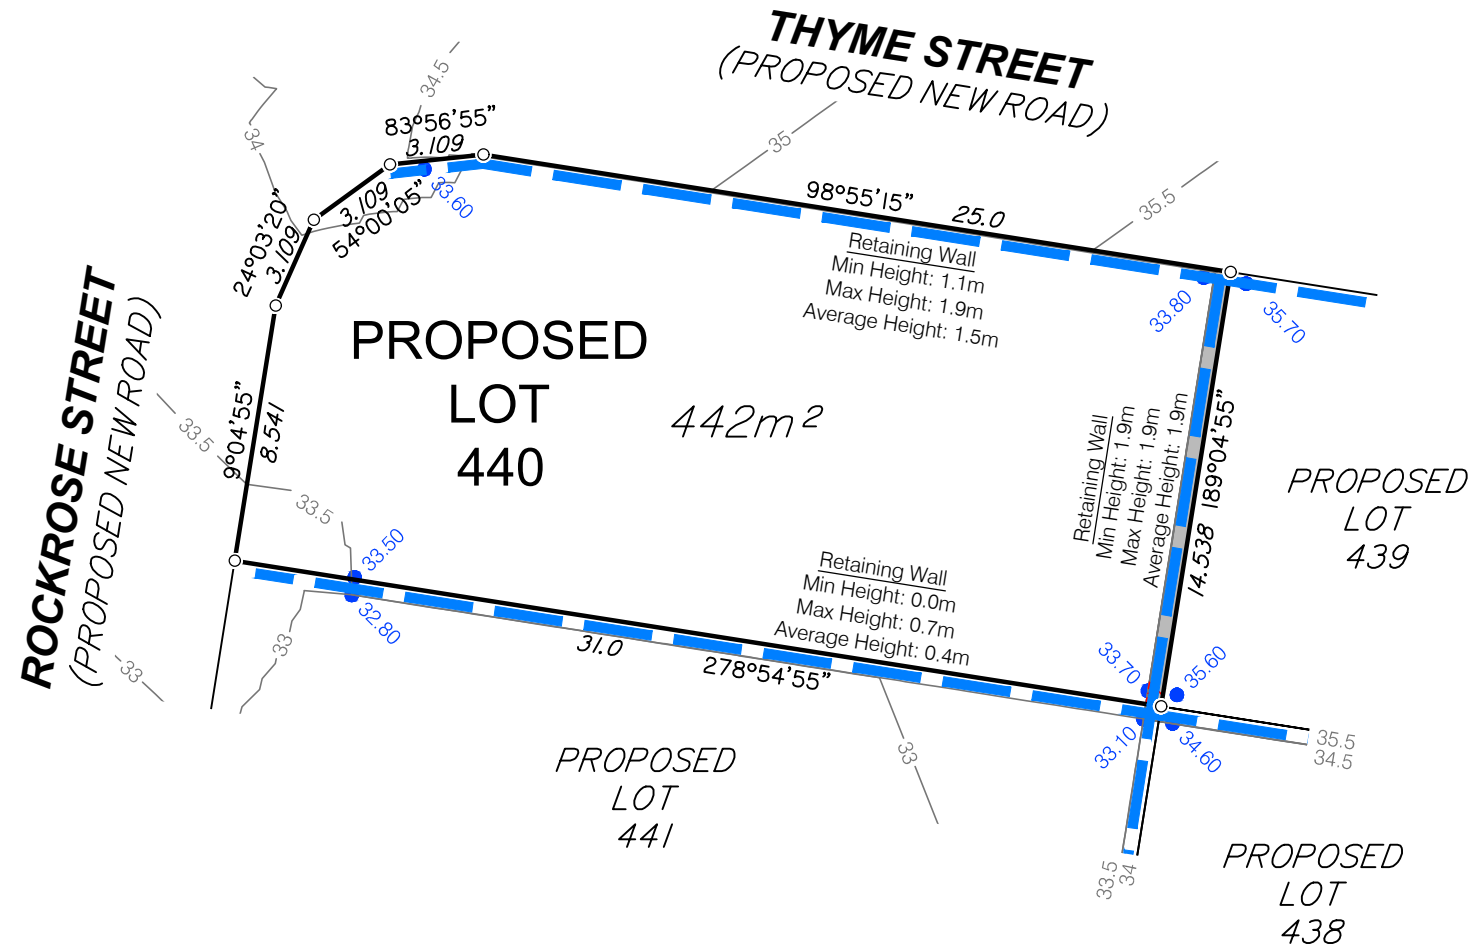 THYME STREET
(PROPOSED NEW ROAD)
34.5
34
83°56'55"
3.109
33.60
3.109
54°00'05"
24°03'20"
3.109
35
98°55'15"
25.0
35.5
Retaining Wall
Min Height: 1.1m
Max Height: 1.9m
Average Height: 1.5m
33.80
35.70
ROCKROSE STREET
(PROPOSED NEW ROAD)
9°04'55"
8.541
33.5
33.5
PROPOSED
LOT
440
442m²
Retaining Wall
Min Height: 1.9m
Max Height: 1.9m
Average Height: 1.9m
14.538 189°04'55"
PROPOSED
LOT
439
33.50
32.80
33
33
Retaining Wall
Min Height: 0.0m
Max Height: 0.7m
Average Height: 0.4m
31.0
278°54'55"
33.70
35.60
33.10
34.60
35.5
34.5
33
PROPOSED
LOT
441
33.5
34
PROPOSED
LOT
438